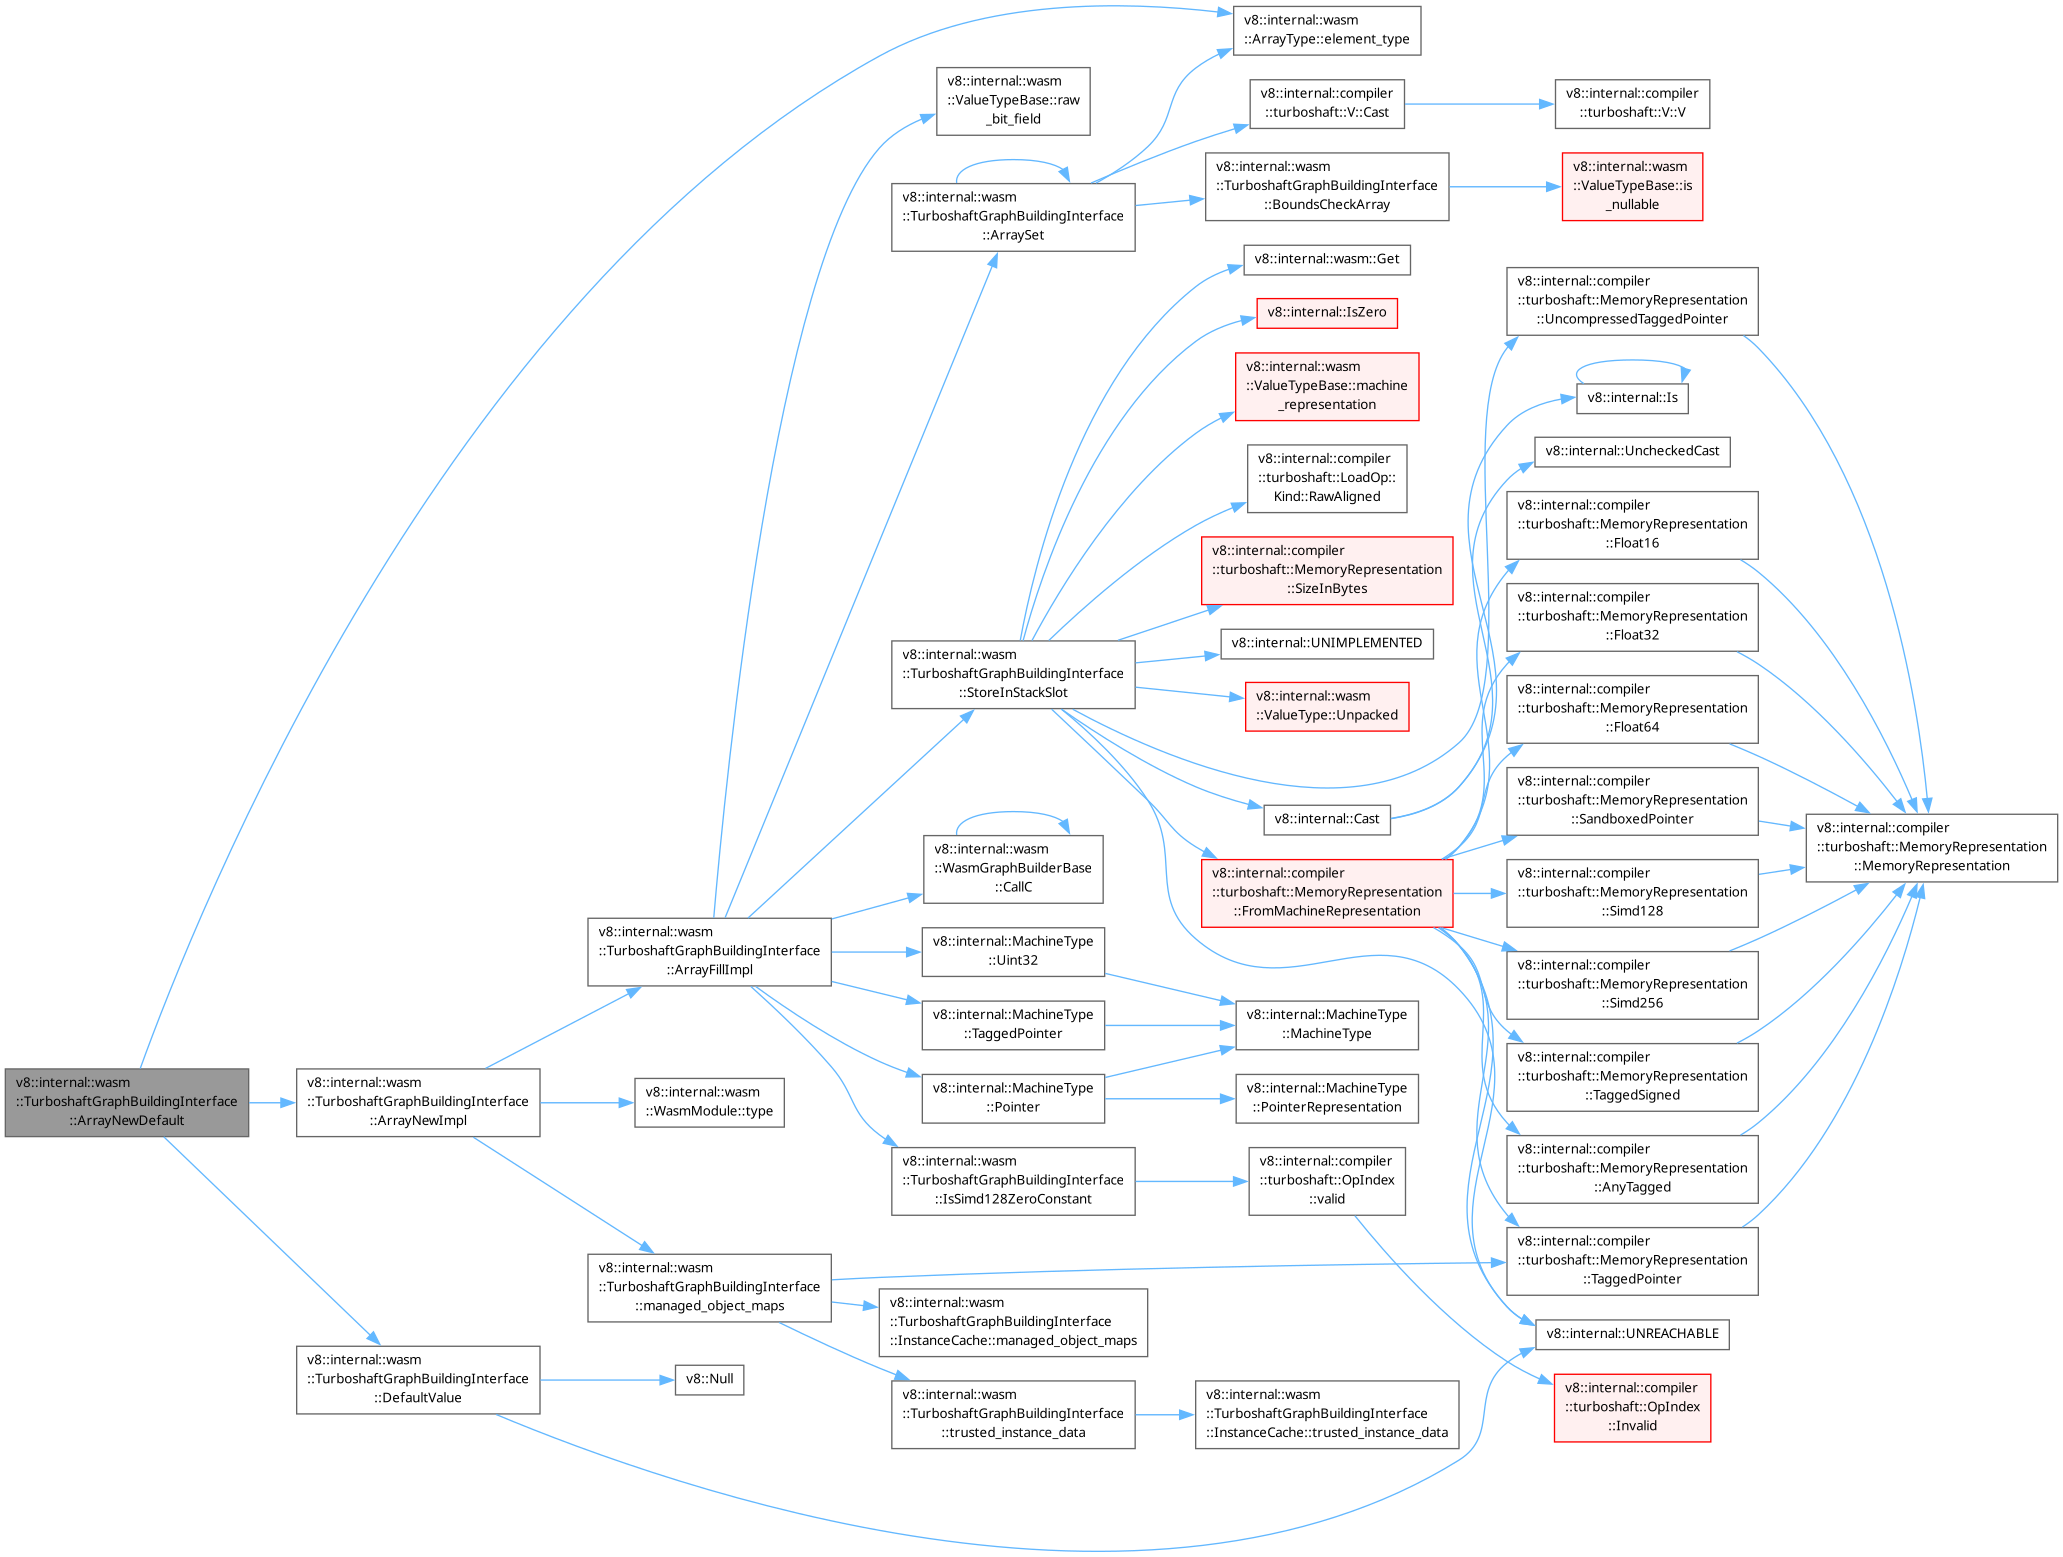 v8::internal::wasm
::TurboshaftGraphBuildingInterface
::ArrayNewDefault
v8::internal::wasm
::ArrayType::element_type
v8::internal::wasm
::TurboshaftGraphBuildingInterface
::ArrayNewImpl
v8::internal::wasm
::TurboshaftGraphBuildingInterface
::DefaultValue
v8::internal::wasm
::TurboshaftGraphBuildingInterface
::ArrayFillImpl
v8::internal::wasm
::WasmModule::type
v8::internal::wasm
::TurboshaftGraphBuildingInterface
::managed_object_maps
v8::Null
v8::internal::wasm
::ValueTypeBase::raw
_bit_field
v8::internal::wasm
::TurboshaftGraphBuildingInterface
::ArraySet
v8::internal::wasm
::TurboshaftGraphBuildingInterface
::StoreInStackSlot
v8::internal::wasm
::WasmGraphBuilderBase
::CallC
v8::internal::MachineType
::Uint32
v8::internal::MachineType
::TaggedPointer
v8::internal::MachineType
::Pointer
v8::internal::wasm
::TurboshaftGraphBuildingInterface
::IsSimd128ZeroConstant
v8::internal::wasm
::TurboshaftGraphBuildingInterface
::InstanceCache::managed_object_maps
v8::internal::wasm
::TurboshaftGraphBuildingInterface
::trusted_instance_data
v8::internal::compiler
::turboshaft::V::Cast
v8::internal::wasm
::TurboshaftGraphBuildingInterface
::BoundsCheckArray
v8::internal::wasm::Get
v8::internal::IsZero
v8::internal::wasm
::ValueTypeBase::machine
_representation
v8::internal::compiler
::turboshaft::LoadOp::
Kind::RawAligned
v8::internal::compiler
::turboshaft::MemoryRepresentation
::SizeInBytes
v8::internal::UNIMPLEMENTED
v8::internal::wasm
::ValueType::Unpacked
v8::internal::Cast
v8::internal::compiler
::turboshaft::MemoryRepresentation
::FromMachineRepresentation
v8::internal::MachineType
::MachineType
v8::internal::MachineType
::PointerRepresentation
v8::internal::compiler
::turboshaft::OpIndex
::valid
v8::internal::wasm
::TurboshaftGraphBuildingInterface
::InstanceCache::trusted_instance_data
v8::internal::compiler
::turboshaft::V::V
v8::internal::wasm
::ValueTypeBase::is
_nullable
v8::internal::compiler
::turboshaft::MemoryRepresentation
::UncompressedTaggedPointer
v8::internal::Is
v8::internal::UncheckedCast
v8::internal::compiler
::turboshaft::MemoryRepresentation
::Float16
v8::internal::compiler
::turboshaft::MemoryRepresentation
::Float32
v8::internal::compiler
::turboshaft::MemoryRepresentation
::Float64
v8::internal::compiler
::turboshaft::MemoryRepresentation
::SandboxedPointer
v8::internal::compiler
::turboshaft::MemoryRepresentation
::Simd128
v8::internal::compiler
::turboshaft::MemoryRepresentation
::Simd256
v8::internal::compiler
::turboshaft::MemoryRepresentation
::TaggedSigned
v8::internal::compiler
::turboshaft::MemoryRepresentation
::AnyTagged
v8::internal::compiler
::turboshaft::MemoryRepresentation
::TaggedPointer
v8::internal::UNREACHABLE
v8::internal::compiler
::turboshaft::OpIndex
::Invalid
v8::internal::compiler
::turboshaft::MemoryRepresentation
::MemoryRepresentation